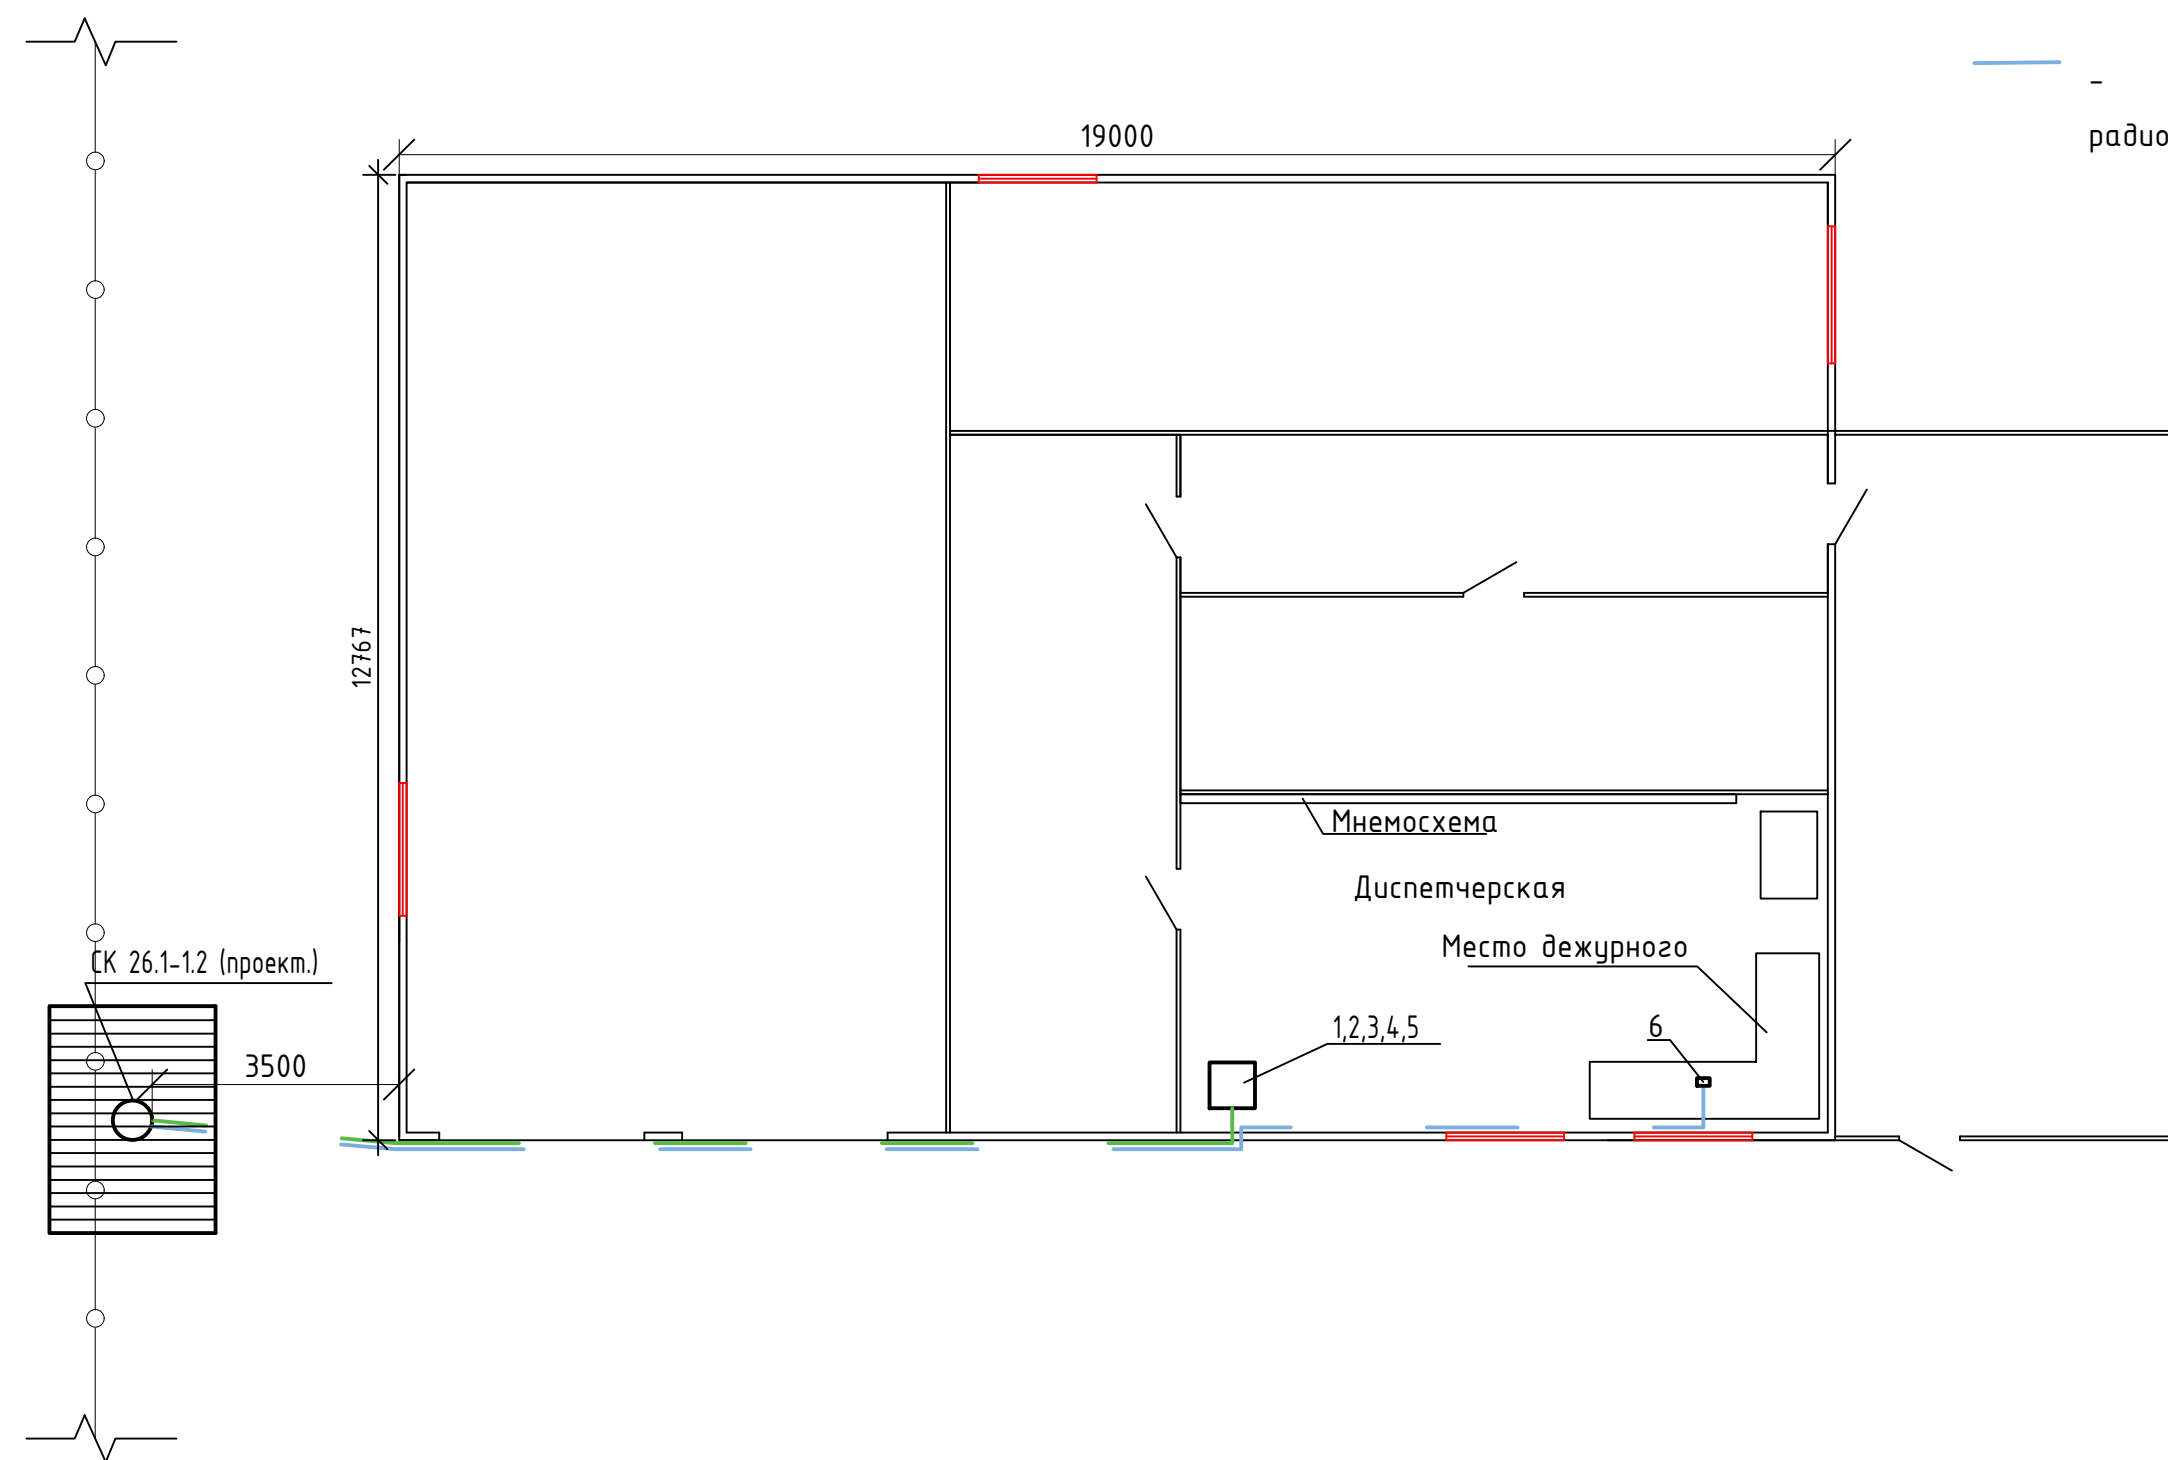 -
19000
радио
12767
Мнемосхема
Диспетчерская
Место дежурного
СК 26.1-1.2 (проект.)
1,2,3,4,5
6
3500